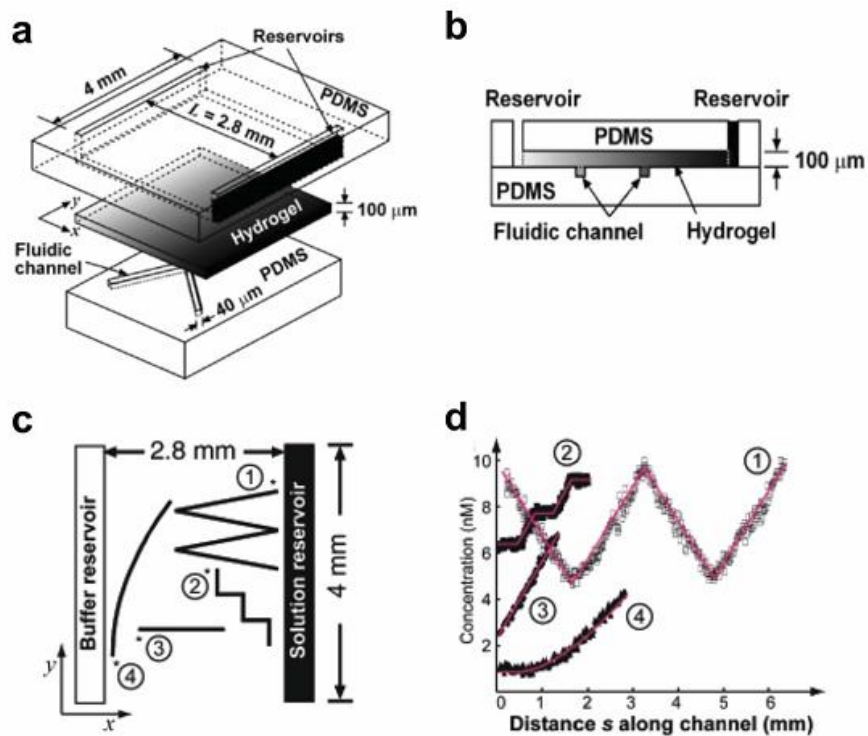 a
Reservoirs
4 mm
PDMS
L = 2.8 mm
y
x
Hydrogel
100 μm
Fluidic
channel
PDMS
40 μm
b
Reservoir
Reservoir
PDMS
100 μm
PDMS
Fluidic channel
Hydrogel
c
2.8 mm
Buffer reservoir
① *
② *
* ③
* ④
Solution reservoir
4 mm
y
x
d
Concentration (nM)
10
8
6
4
2
②
①
③
④
0 1 2 3 4 5 6
Distance s along channel (mm)